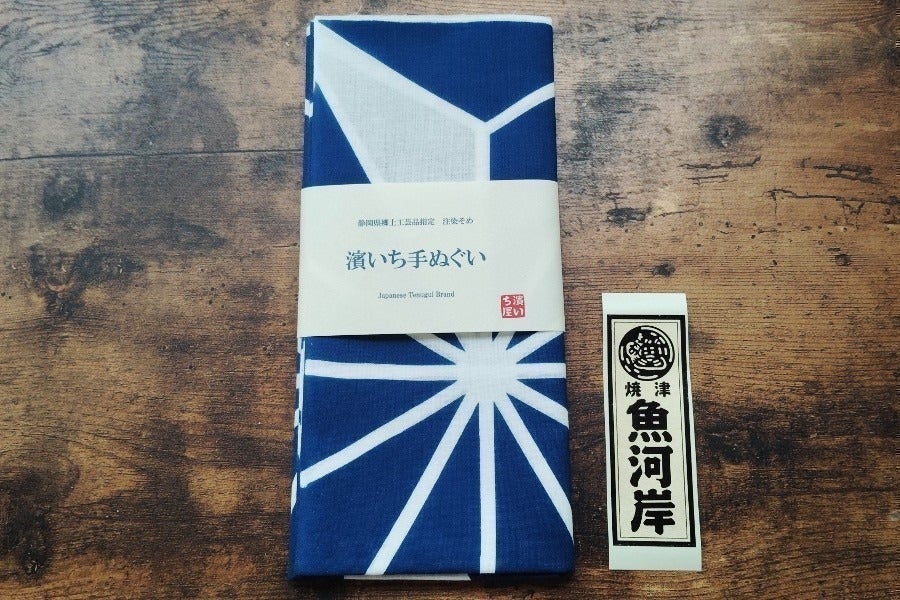 静岡県郷土工芸品指定　注染そめ
濱いち手ぬぐい
Japanese Tenugui Brand
濱い
ち屋
焼津
魚河岸